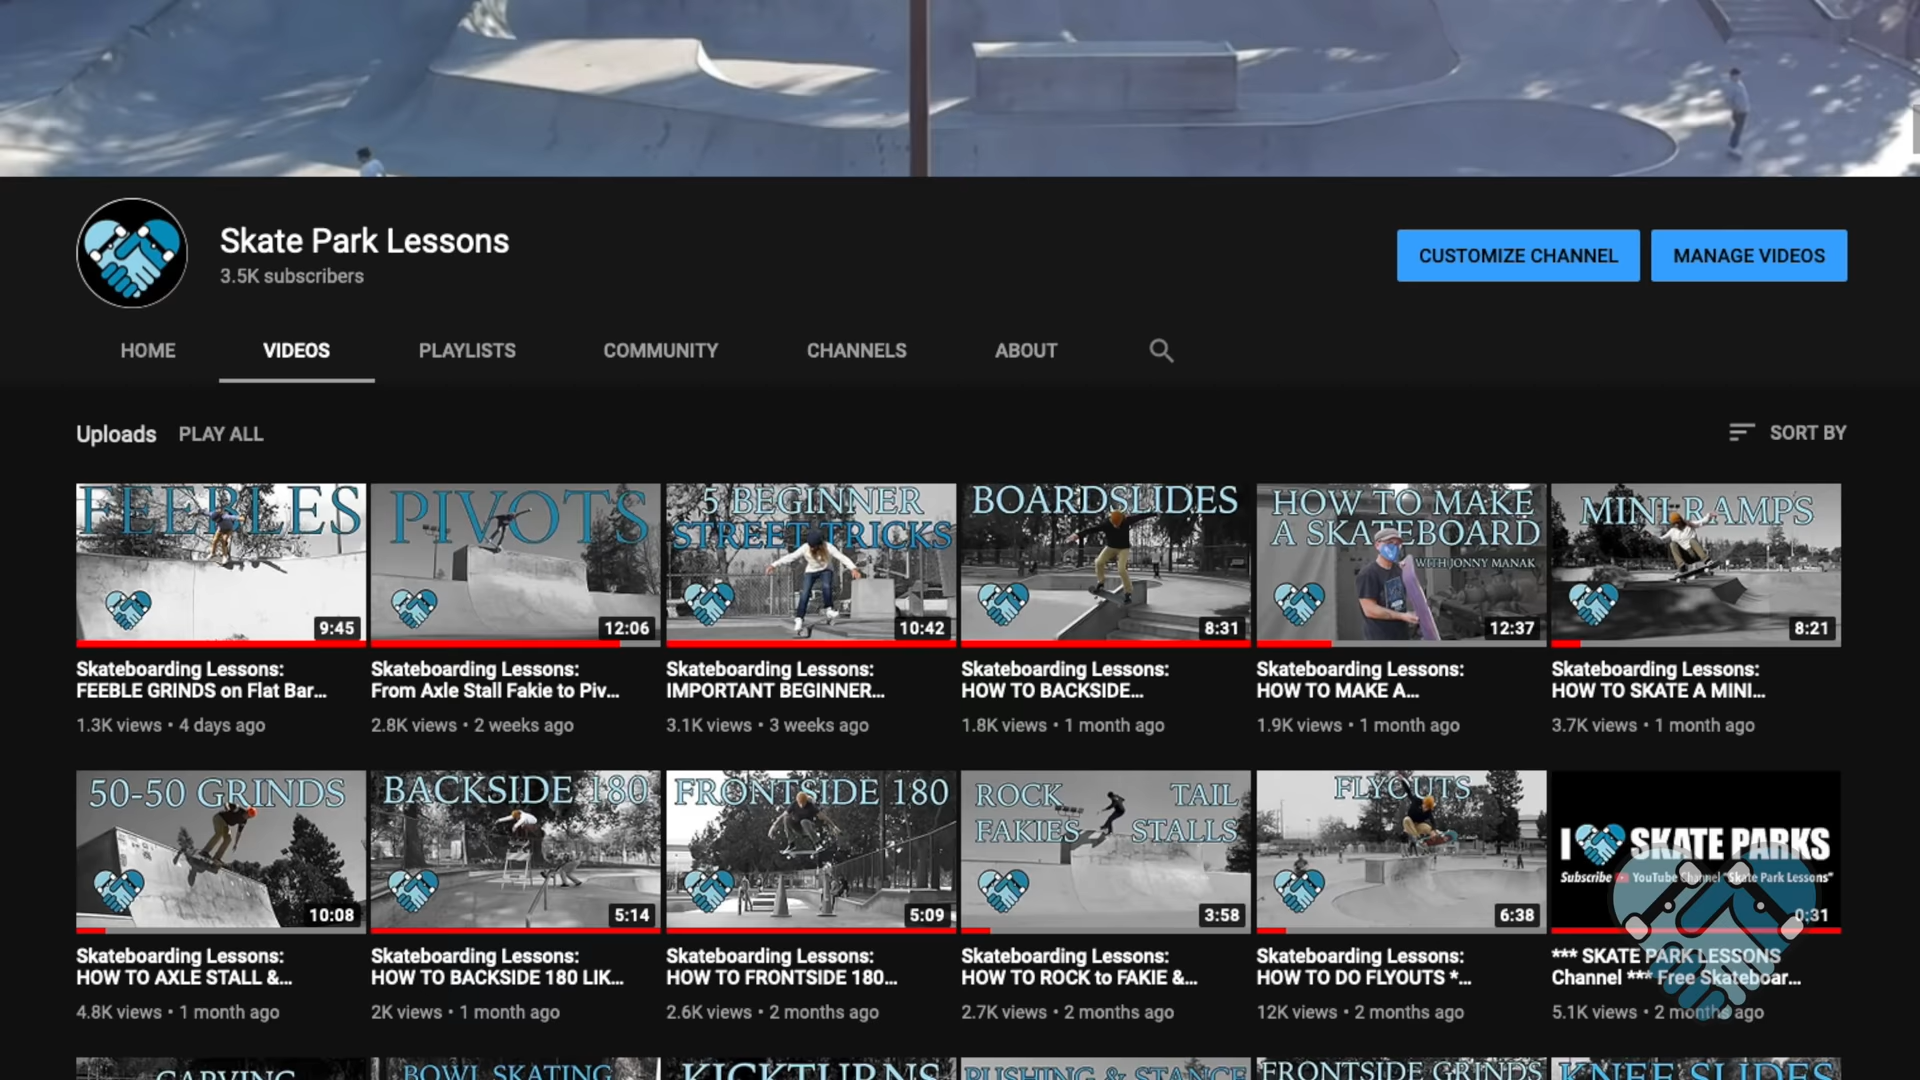 Skate Park Lessons
3.5K subscribers
CUSTOMIZE CHANNEL
MANAGE VIDEOS
HOME
VIDEOS
PLAYLISTS
COMMUNITY
CHANNELS
ABOUT
Uploads
PLAY ALL
SORT BY
FEEBLES
9:45
Skateboarding Lessons:
FEEBLE GRINDS on Flat Bar...
1.3K views • 4 days ago
PIVOTS
12:06
Skateboarding Lessons:
From Axle Stall Fakie to Piv...
2.8K views • 2 weeks ago
5 BEGINNER
STREET TRICKS
10:42
Skateboarding Lessons:
IMPORTANT BEGINNER...
3.1K views • 3 weeks ago
BOARDSLIDES
8:31
Skateboarding Lessons:
HOW TO BACKSIDE...
1.8K views • 1 month ago
HOW TO MAKE
A SKATEBOARD
WITH JONNY MANAK
12:37
Skateboarding Lessons:
HOW TO MAKE A...
1.9K views • 1 month ago
MINI RAMPS
8:21
Skateboarding Lessons:
HOW TO SKATE A MINI...
3.7K views • 1 month ago
50-50 GRINDS
10:08
Skateboarding Lessons:
HOW TO AXLE STALL &...
4.8K views • 1 month ago
BACKSIDE 180
5:14
Skateboarding Lessons:
HOW TO BACKSIDE 180 LIK...
2K views • 1 month ago
FRONTSIDE 180
5:09
Skateboarding Lessons:
HOW TO FRONTSIDE 180...
2.6K views • 2 months ago
ROCK TAIL
FAKIES STALLS
3:58
Skateboarding Lessons:
HOW TO ROCK to FAKIE &...
2.7K views • 2 months ago
FLYOUTS
6:38
Skateboarding Lessons:
HOW TO DO FLYOUTS *...
12K views • 2 months ago
I SKATE PARKS
Subscribe YouTube Channel "Skate Park Lessons"
0:31
*** SKATE PARK LESSONS
Channel *** Free Skateboar...
5.1K views • 2 months ago
CARVING
BOWL SKATING
KICKTURNS
PUSHING & STANCE
FRONTSIDE GRINDS
KNEE SLIDES